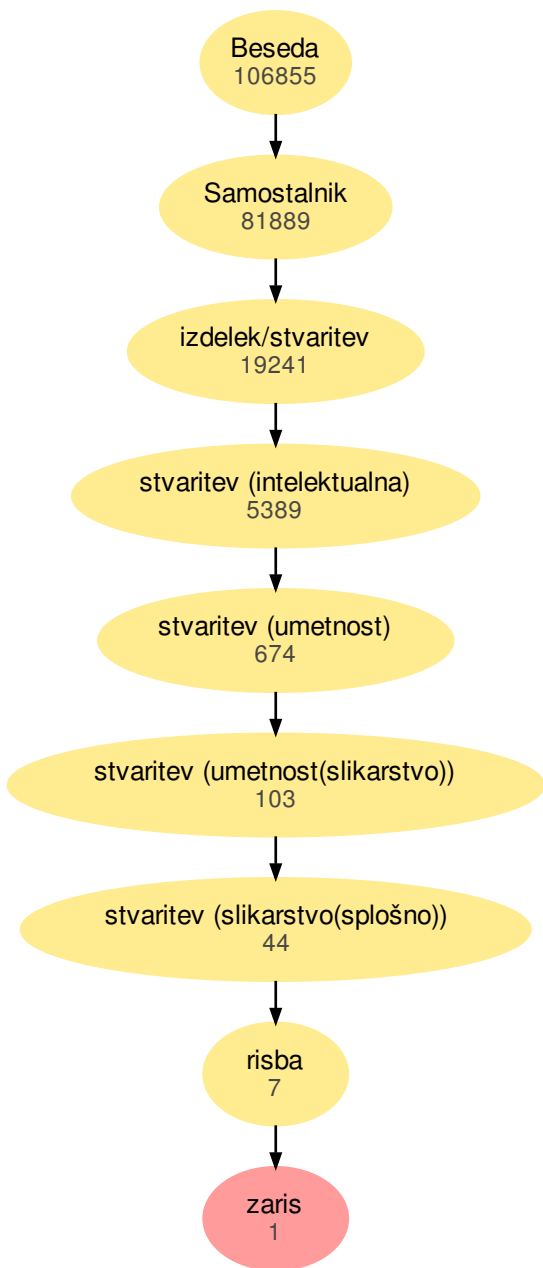 Beseda
106855
Samostalnik
81889
izdelek/stvaritev
19241
stvaritev (intelektualna)
5389
stvaritev (umetnost)
674
stvaritev (umetnost(slikarstvo))
103
stvaritev (slikarstvo(splošno))
44
risba
7
zaris
1